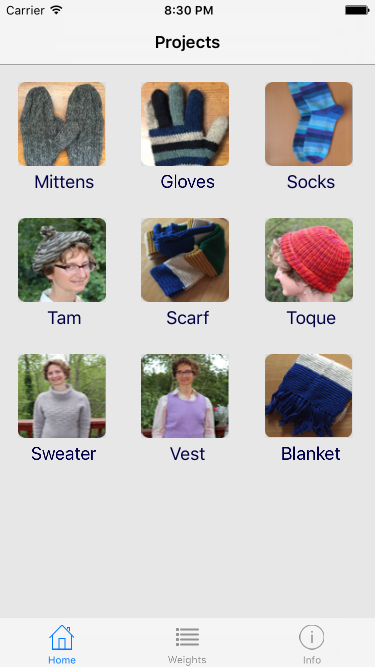 Carrier 8:30 PM
Projects
Mittens Gloves Socks
Tam Scarf Toque
Sweater Vest Blanket
Home Weights Info